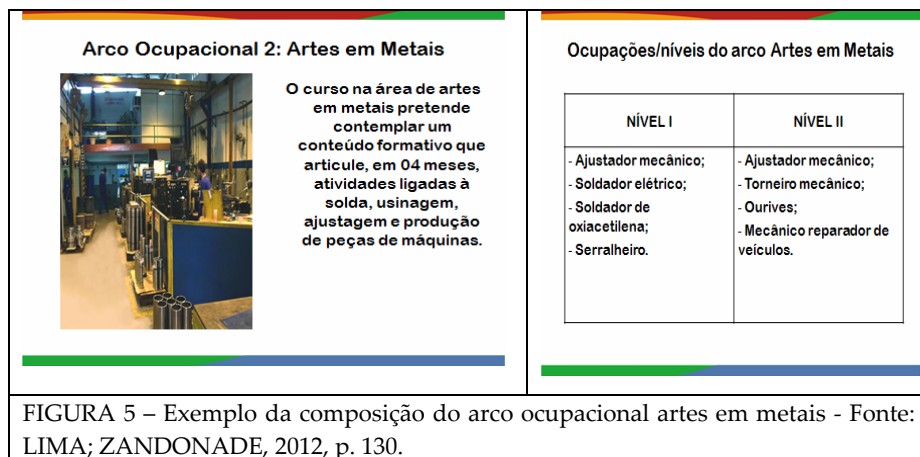 Arco Ocupacional 2: Artes em Metais
O curso na área de artes
em metais pretende
contemplar um
conteúdo formativo que
articule, em 04 meses,
atividades ligadas à
solda, usinagem,
ajustagem e produção
de peças de máquinas.
Ocupações/níveis do arco Artes em Metais
NÍVEL I
- Ajustador mecânico;
- Soldador elétrico;
- Soldador de
oxiacetilena;
- Serralheiro.
NÍVEL II
- Ajustador mecânico;
- Torneiro mecânico;
- Ourives;
- Mecânico reparador de
veículos.
FIGURA 5 – Exemplo da composição do arco ocupacional artes em metais - Fonte:
LIMA; ZANDONADE, 2012, p. 130.